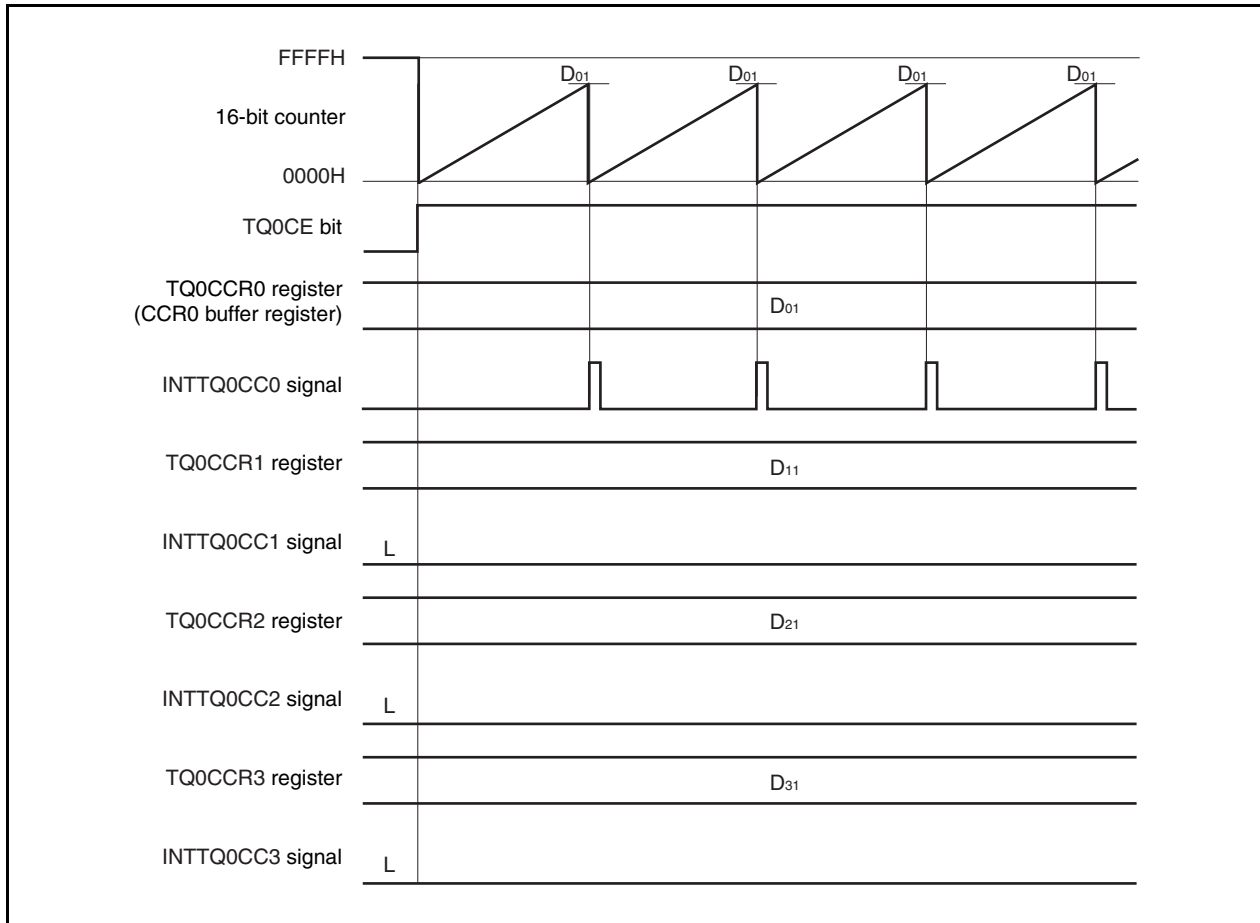 FFFFH
D01 D01 D01 D01
16-bit counter
0000H
TQ0CE bit
TQ0CCR0 register
(CCR0 buffer register)
D01
INTTQ0CC0 signal
TQ0CCR1 register
D11
INTTQ0CC1 signal
L
TQ0CCR2 register
D21
INTTQ0CC2 signal
L
TQ0CCR3 register
D31
INTTQ0CC3 signal
L